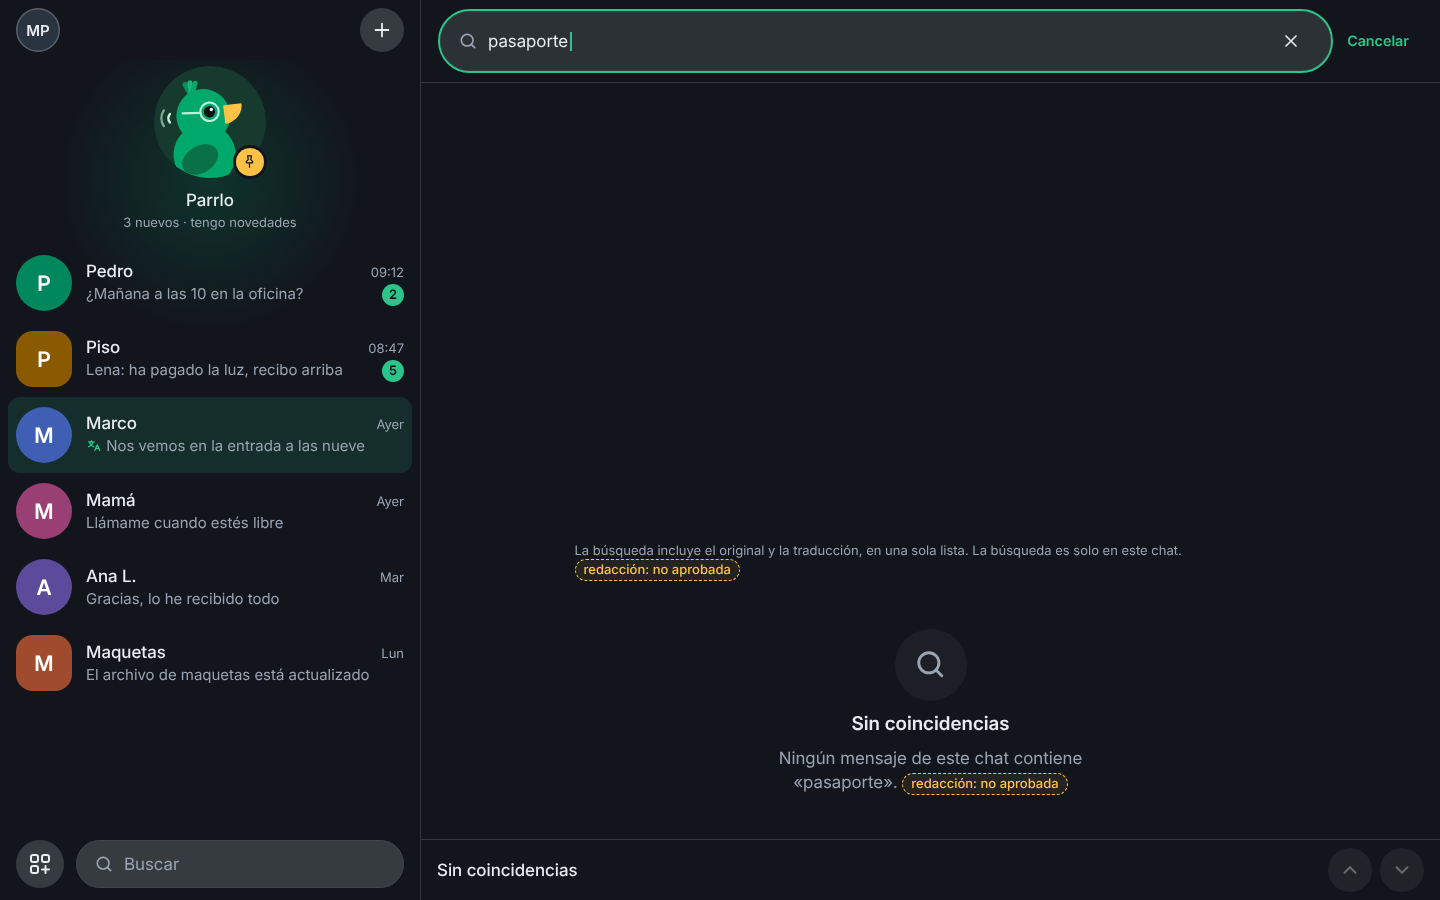 MP
Parrlo
3 nuevos · tengo novedades
P
Pedro
09:12
¿Mañana a las 10 en la oficina?
2
P
Piso
08:47
Lena: ha pagado la luz, recibo arriba
5
M
Marco
Ayer
Nos vemos en la entrada a las nueve
M
Mamá
Ayer
Llámame cuando estés libre
A
Ana L.
Mar
Gracias, lo he recibido todo
M
Maquetas
Lun
El archivo de maquetas está actualizado
Buscar
pasaporte
Cancelar
La búsqueda incluye el original y la traducción, en una sola lista. La búsqueda es solo en este chat.
redacción: no aprobada
Sin coincidencias
Ningún mensaje de este chat contiene
«pasaporte». redacción: no aprobada
Sin coincidencias